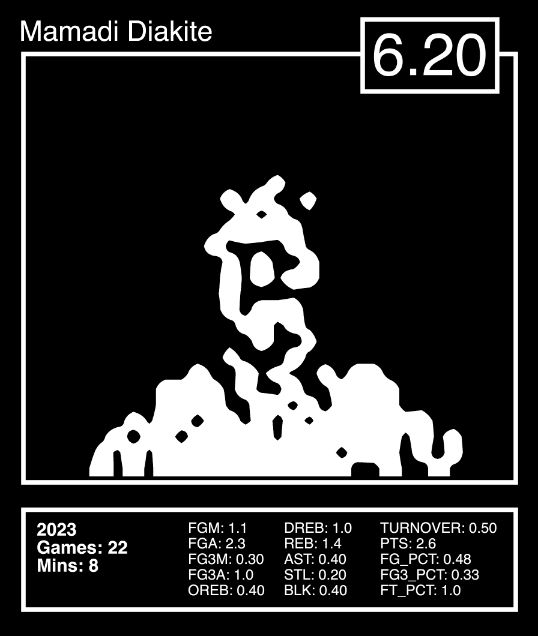 Mamadi Diakite
6.20
2023
Games: 22
Mins: 8
FGM: 1.1
FGA: 2.3
FG3M: 0.30
FG3A: 1.0
OREB: 0.40
DREB: 1.0
REB: 1.4
AST: 0.40
STL: 0.20
BLK: 0.40
TURNOVER: 0.50
PTS: 2.6
FG_PCT: 0.48
FG3_PCT: 0.33
FT_PCT: 1.0